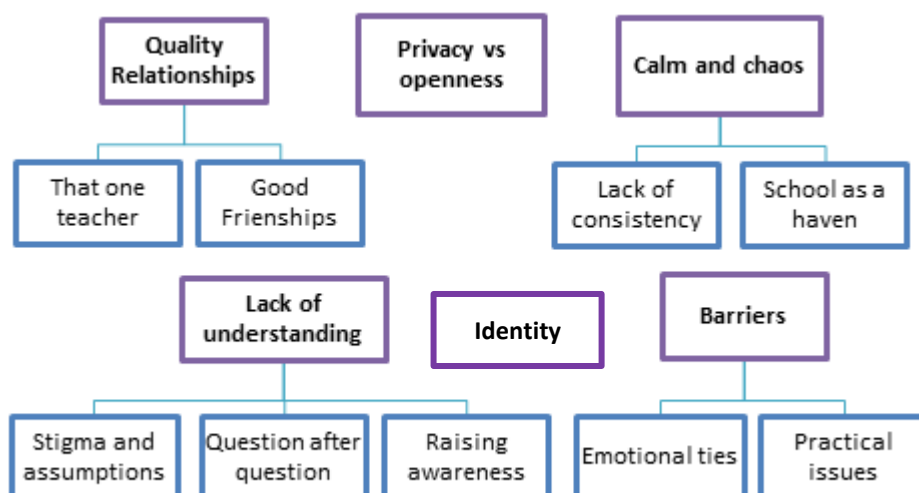 Quality
Relationships
Privacy vs
openness
Calm and chaos
That one
teacher
Good
Frienships
Lack of
consistency
School as a
haven
Lack of
understanding
Identity
Barriers
Stigma and
assumptions
Question after
question
Raising
awareness
Emotional ties
Practical
issues